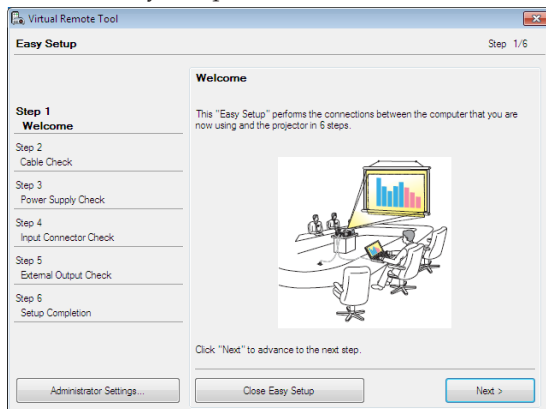 Virtual Remote Tool
Easy Setup
Step 1/6
Step 1
Welcome
Step 2
Cable Check
Step 3
Power Supply Check
Step 4
Input Connector Check
Step 5
External Output Check
Step 6
Setup Completion
Administrator Settings...
Welcome
This "Easy Setup" performs the connections between the computer that you are
now using and the projector in 6 steps.
Click "Next" to advance to the next step.
Close Easy Setup
Next >